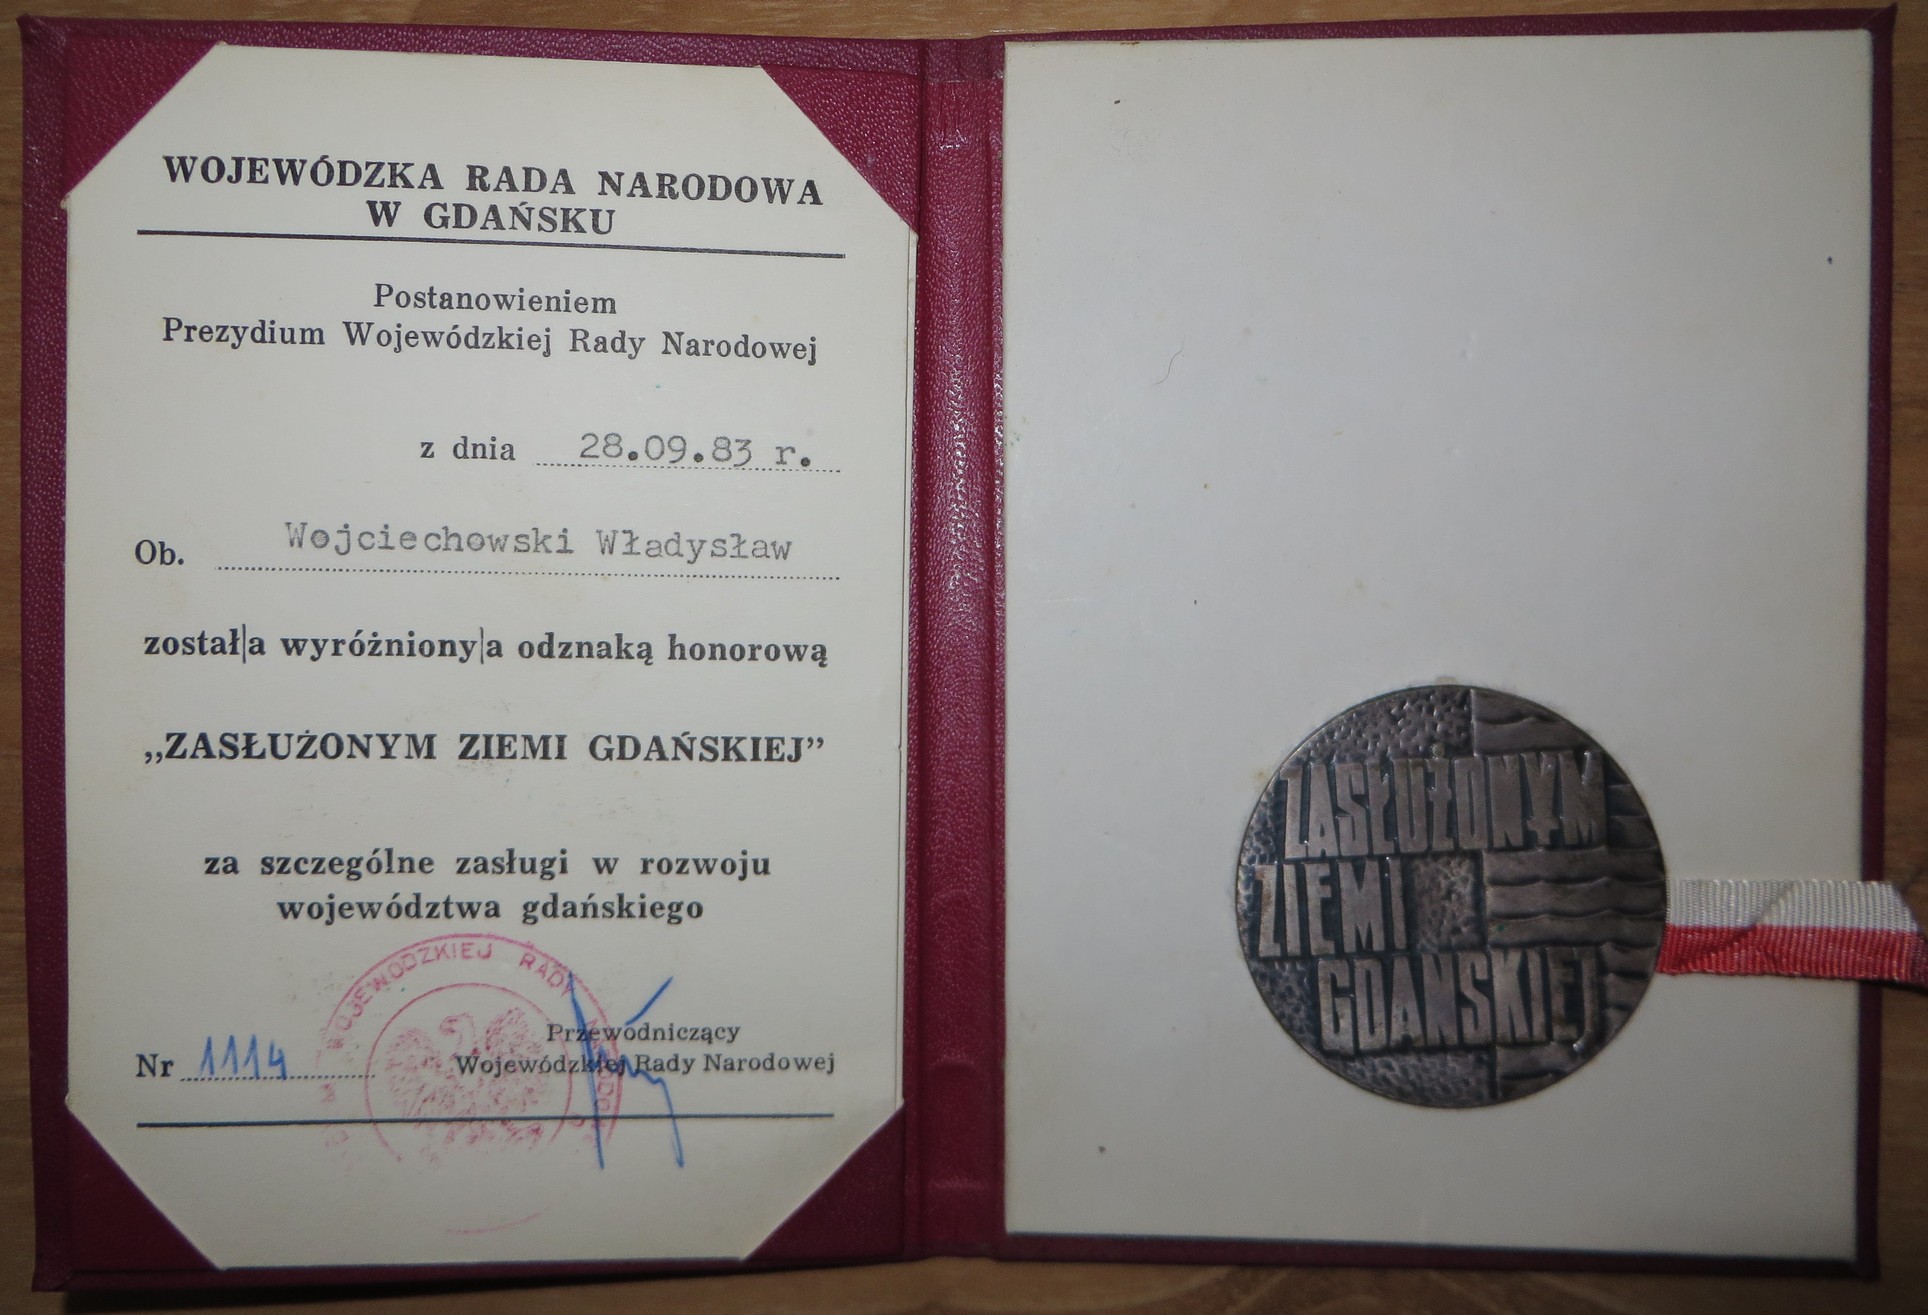 WOJEWÓDZKA RADA NARODOWA
W GDAŃSKU
Postanowieniem
Prezydium Wojewódzkiej Rady Narodowej
z dnia 28.09.83 r.
Ob. Wojciechowski Władysław
został|a wyróżniony|a odznaką honorową
„ZASŁUŻONYM ZIEMI GDAŃSKIEJ”
za szczególne zasługi w rozwoju
województwa gdańskiego
WOJEWÓDZKIEJ RADY
Przewodniczący
Nr 1114 Wojewódzkiej Rady Narodowej
ZASŁUŻONYM
ZIEMI
GDAŃSKIEJ